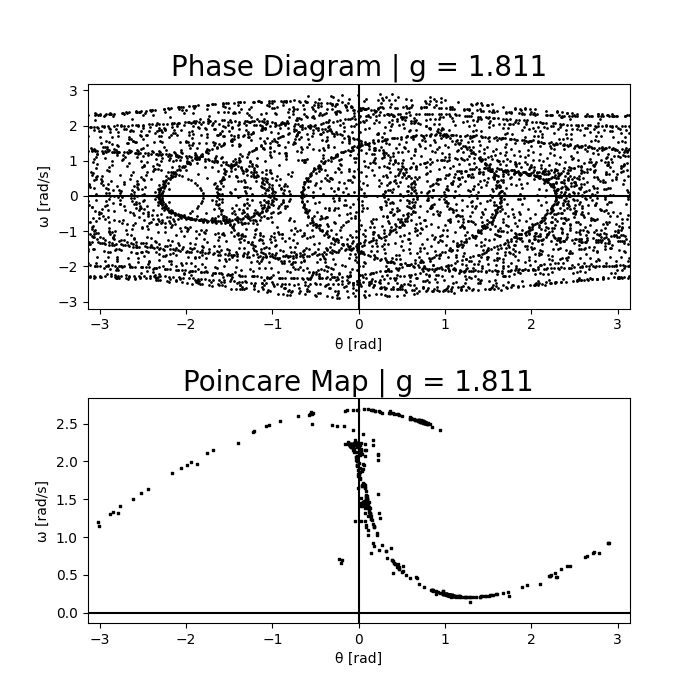 Phase Diagram | g = 1.811
3
2
1
0
−1
−2
−3
ω [rad/s]
−3 −2 −1 0 1 2 3
θ [rad]
Poincare Map | g = 1.811
2.5
2.0
1.5
1.0
0.5
0.0
ω [rad/s]
−3 −2 −1 0 1 2 3
θ [rad]